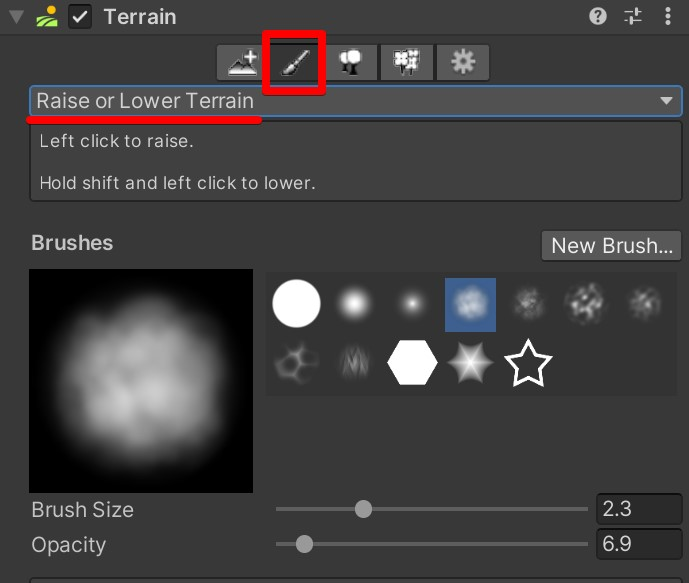 Terrain
Raise or Lower Terrain
Left click to raise.
Hold shift and left click to lower.
Brushes
New Brush...
Brush Size
2.3
Opacity
6.9